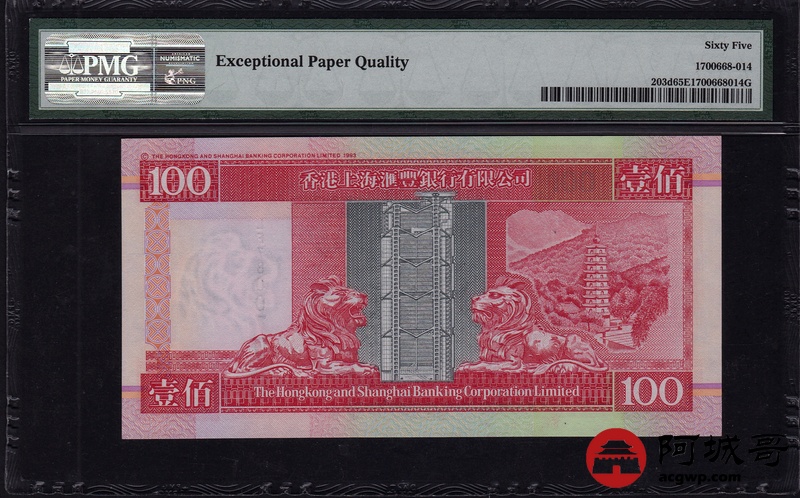 PMG
PAPER MONEY GUARANTY
AMERICAN
NUMISMATIC
PNG
Exceptional Paper Quality
Sixty Five
1700668-014
203d65E1700668014G
© THE HONGKONG AND SHANGHAI BANKING CORPORATION LIMITED 1993
100
香港上海滙豐銀行有限公司
壹佰
壹佰
The Hongkong and Shanghai Banking Corporation Limited
100
阿城哥
acgwp.com